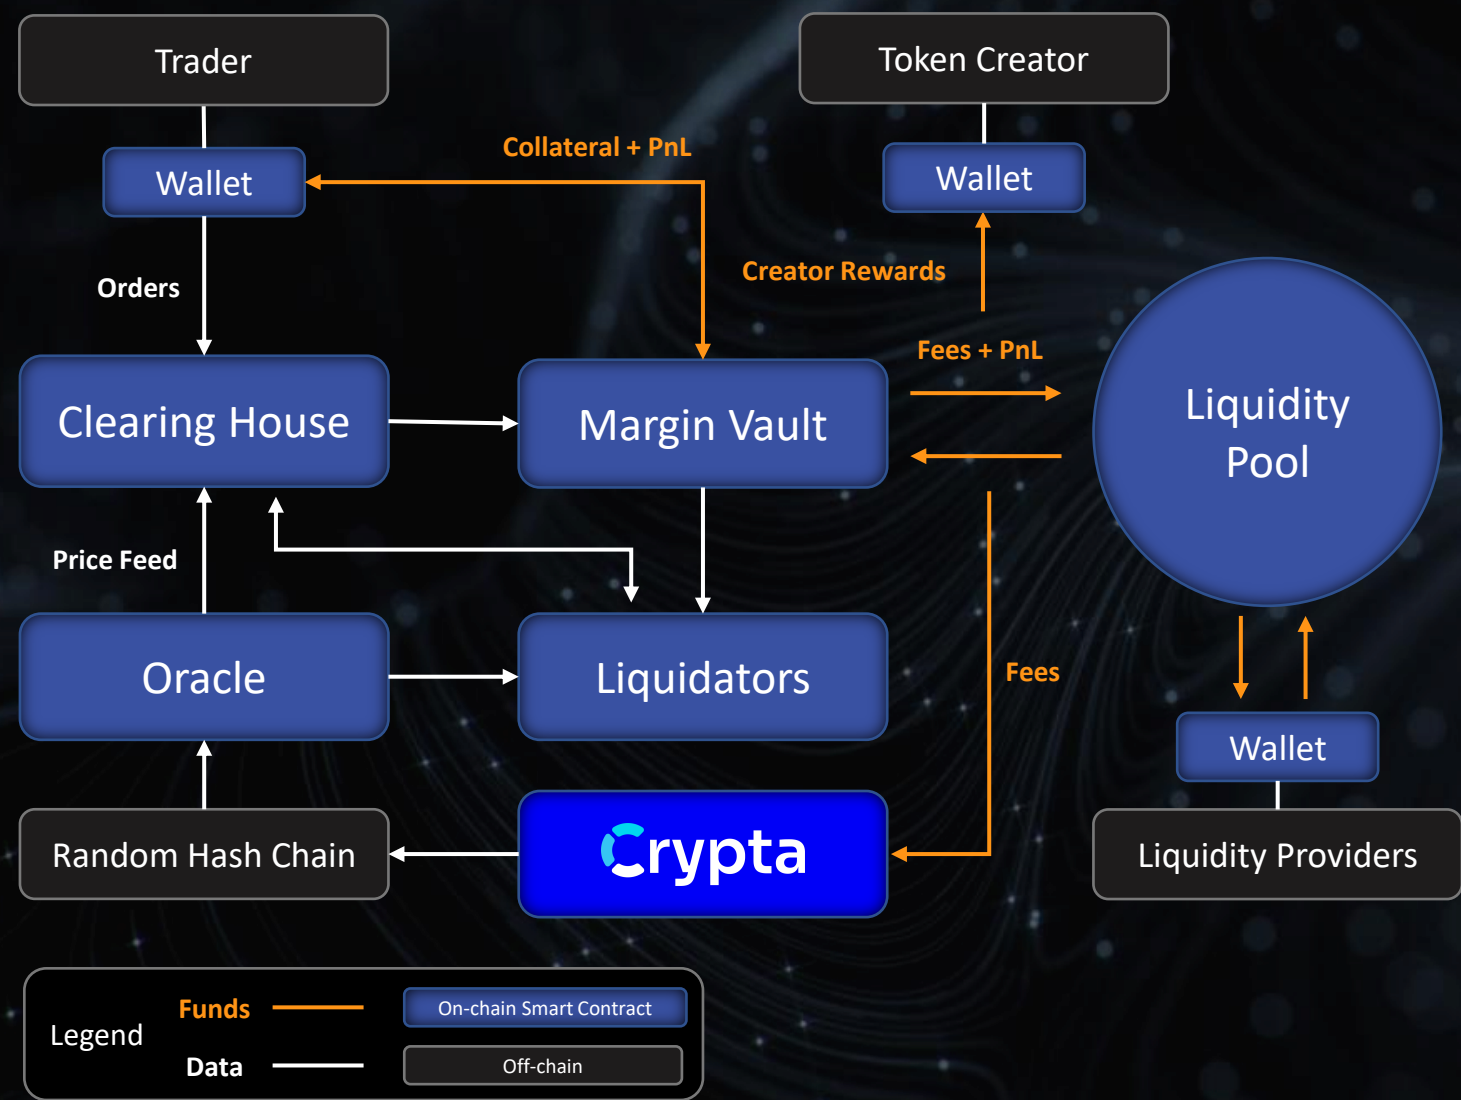 Trader
Token Creator
Wallet
Collateral + PnL
Wallet
Orders
Creator Rewards
Fees + PnL
Clearing House
Margin Vault
Liquidity
Pool
Price Feed
Oracle
Liquidators
Fees
Wallet
Random Hash Chain
Crypta
Liquidity Providers
Legend
Funds
On-chain Smart Contract
Data
Off-chain